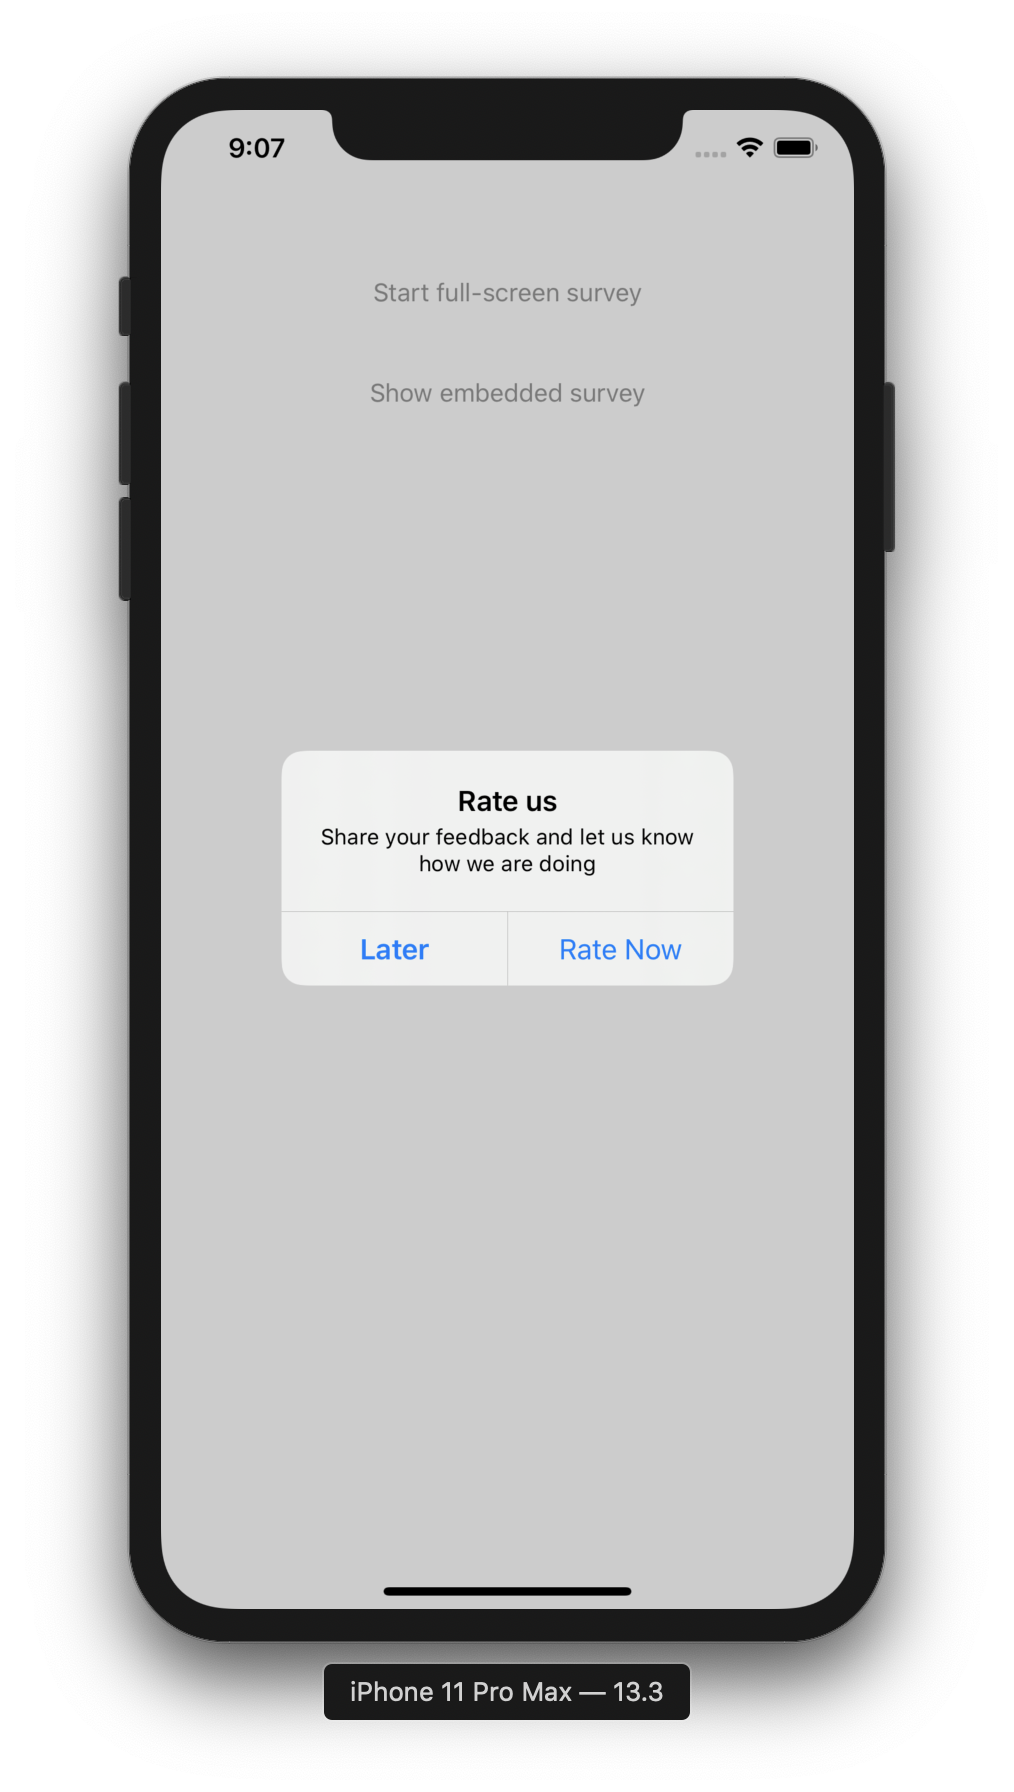 9:07
Start full-screen survey
Show embedded survey
Rate us
Share your feedback and let us know
how we are doing
Later
Rate Now
iPhone 11 Pro Max — 13.3